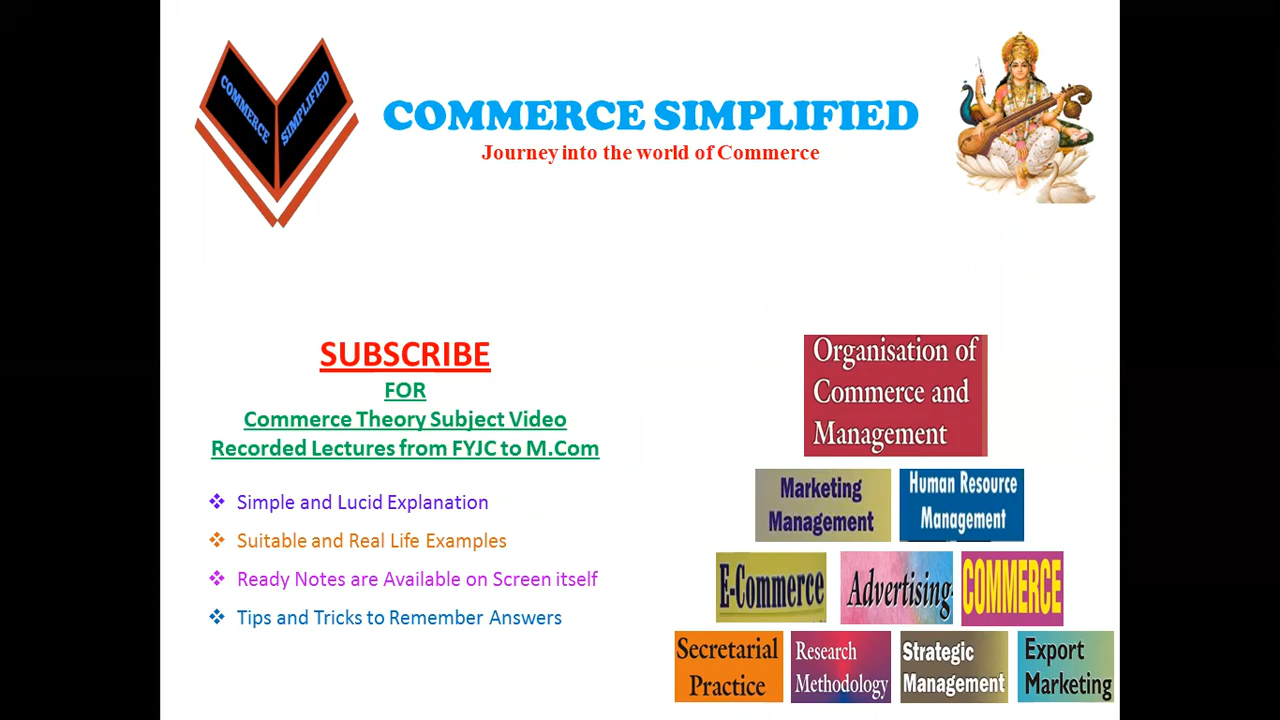 COMMERCE
SIMPLIFIED
COMMERCE SIMPLIFIED
Journey into the world of Commerce
SUBSCRIBE
FOR
Commerce Theory Subject Video
Recorded Lectures from FYJC to M.Com
Simple and Lucid Explanation
Suitable and Real Life Examples
Ready Notes are Available on Screen itself
Tips and Tricks to Remember Answers
Organisation of
Commerce and
Management
Marketing
Management
Human Resource
Management
E-Commerce
Advertising
COMMERCE
Secretarial
Practice
Research
Methodology
Strategic
Management
Export
Marketing